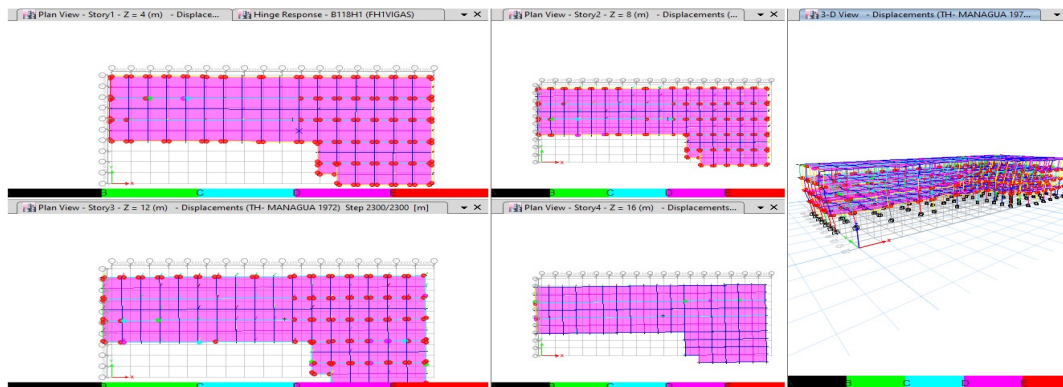 Plan View - Story1 - Z = 4 (m) - Displace...
Hinge Response - B118H1 (FH1VIGAS)
B C D E
Plan View - Story2 - Z = 8 (m) - Displacements (...
B C D E
3-D View - Displacements (TH- MANAGUA 197...
Plan View - Story3 - Z = 12 (m) - Displacements (TH- MANAGUA 1972) Step 2300/2300 [m]
B C D E
Plan View - Story4 - Z = 16 (m) - Displacements...
B C D E
B C D E